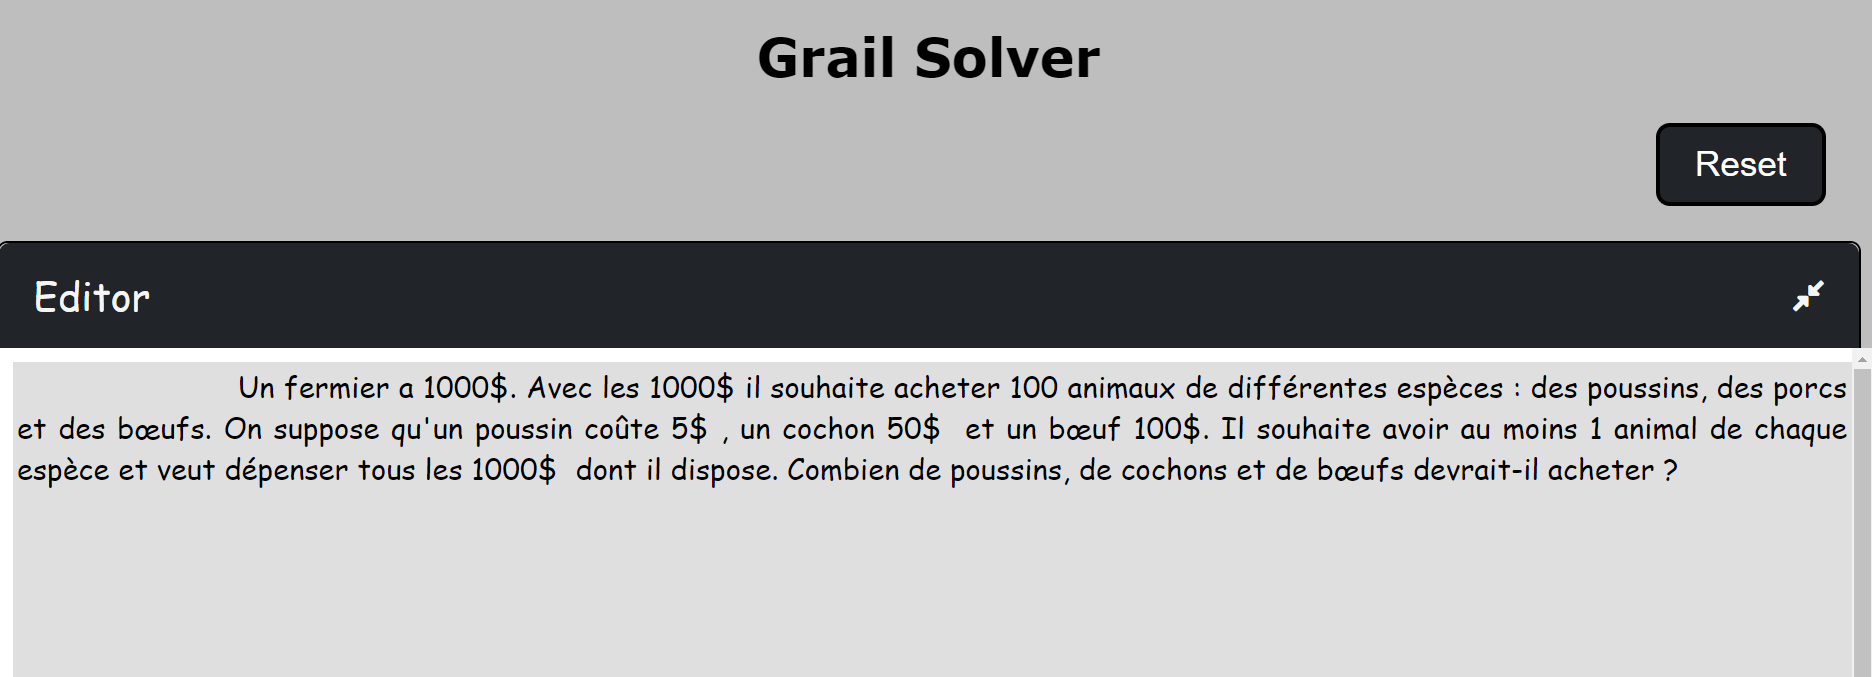 Grail Solver
Reset
Editor
Un fermier a 1000$. Avec les 1000$ il souhaite acheter 100 animaux de différentes espèces : des poussins, des porcs
et des bœufs. On suppose qu'un poussin coûte 5$ , un cochon 50$  et un bœuf 100$. Il souhaite avoir au moins 1 animal de chaque
espèce et veut dépenser tous les 1000$  dont il dispose. Combien de poussins, de cochons et de bœufs devrait-il acheter ?